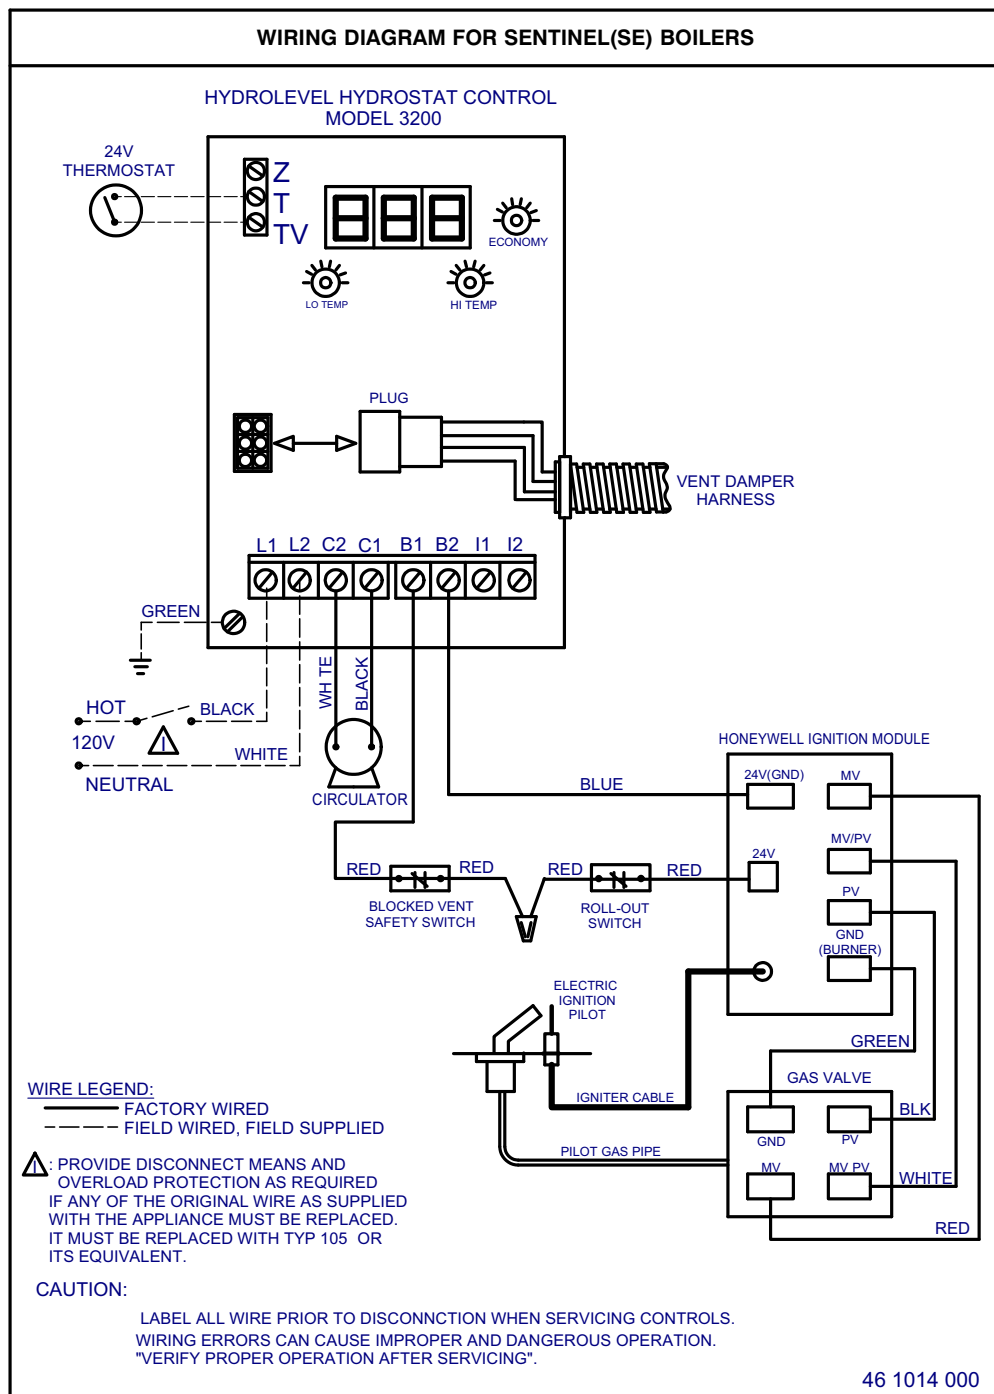 WIRING DIAGRAM FOR SENTINEL(SE) BOILERS
HYDROLEVEL HYDROSTAT CONTROL
MODEL 3200
24V
THERMOSTAT
Z
T
TV
ECONOMY
LO TEMP
HI TEMP
PLUG
VENT DAMPER
HARNESS
L1 L2 C2 C1 B1 B2 I1 I2
GREEN
WH TE
BLACK
HOT
BLACK
120V
WHITE
NEUTRAL
CIRCULATOR
HONEYWELL IGNITION MODULE
24V(GND)
MV
BLUE
MV/PV
24V
PV
GND
(BURNER)
RED
RED
RED
RED
BLOCKED VENT
SAFETY SWITCH
ROLL-OUT
SWITCH
ELECTRIC
IGNITION
PILOT
GREEN
IGNITER CABLE
GAS VALVE
BLK
GND
PV
PILOT GAS PIPE
MV
MV PV
WHITE
RED
WIRE LEGEND:
FACTORY WIRED
FIELD WIRED, FIELD SUPPLIED
: PROVIDE DISCONNECT MEANS AND
OVERLOAD PROTECTION AS REQUIRED
IF ANY OF THE ORIGINAL WIRE AS SUPPLIED
WITH THE APPLIANCE MUST BE REPLACED.
IT MUST BE REPLACED WITH TYP 105 OR
ITS EQUIVALENT.
CAUTION:
LABEL ALL WIRE PRIOR TO DISCONNCTION WHEN SERVICING CONTROLS.
WIRING ERRORS CAN CAUSE IMPROPER AND DANGEROUS OPERATION.
"VERIFY PROPER OPERATION AFTER SERVICING".
46 1014 000